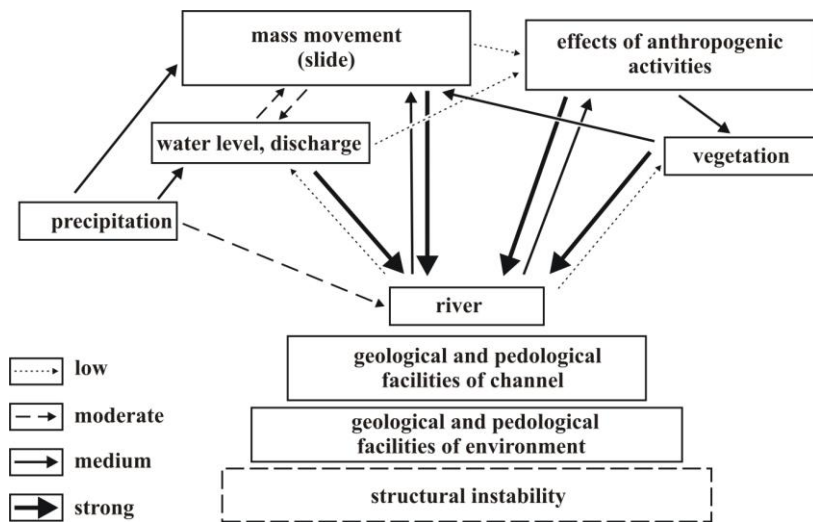 mass movement
(slide)
effects of anthropogenic
activities
water level, discharge
vegetation
precipitation
river
geological and pedological
facilities of channel
geological and pedological
facilities of environment
structural instability
low
moderate
medium
strong